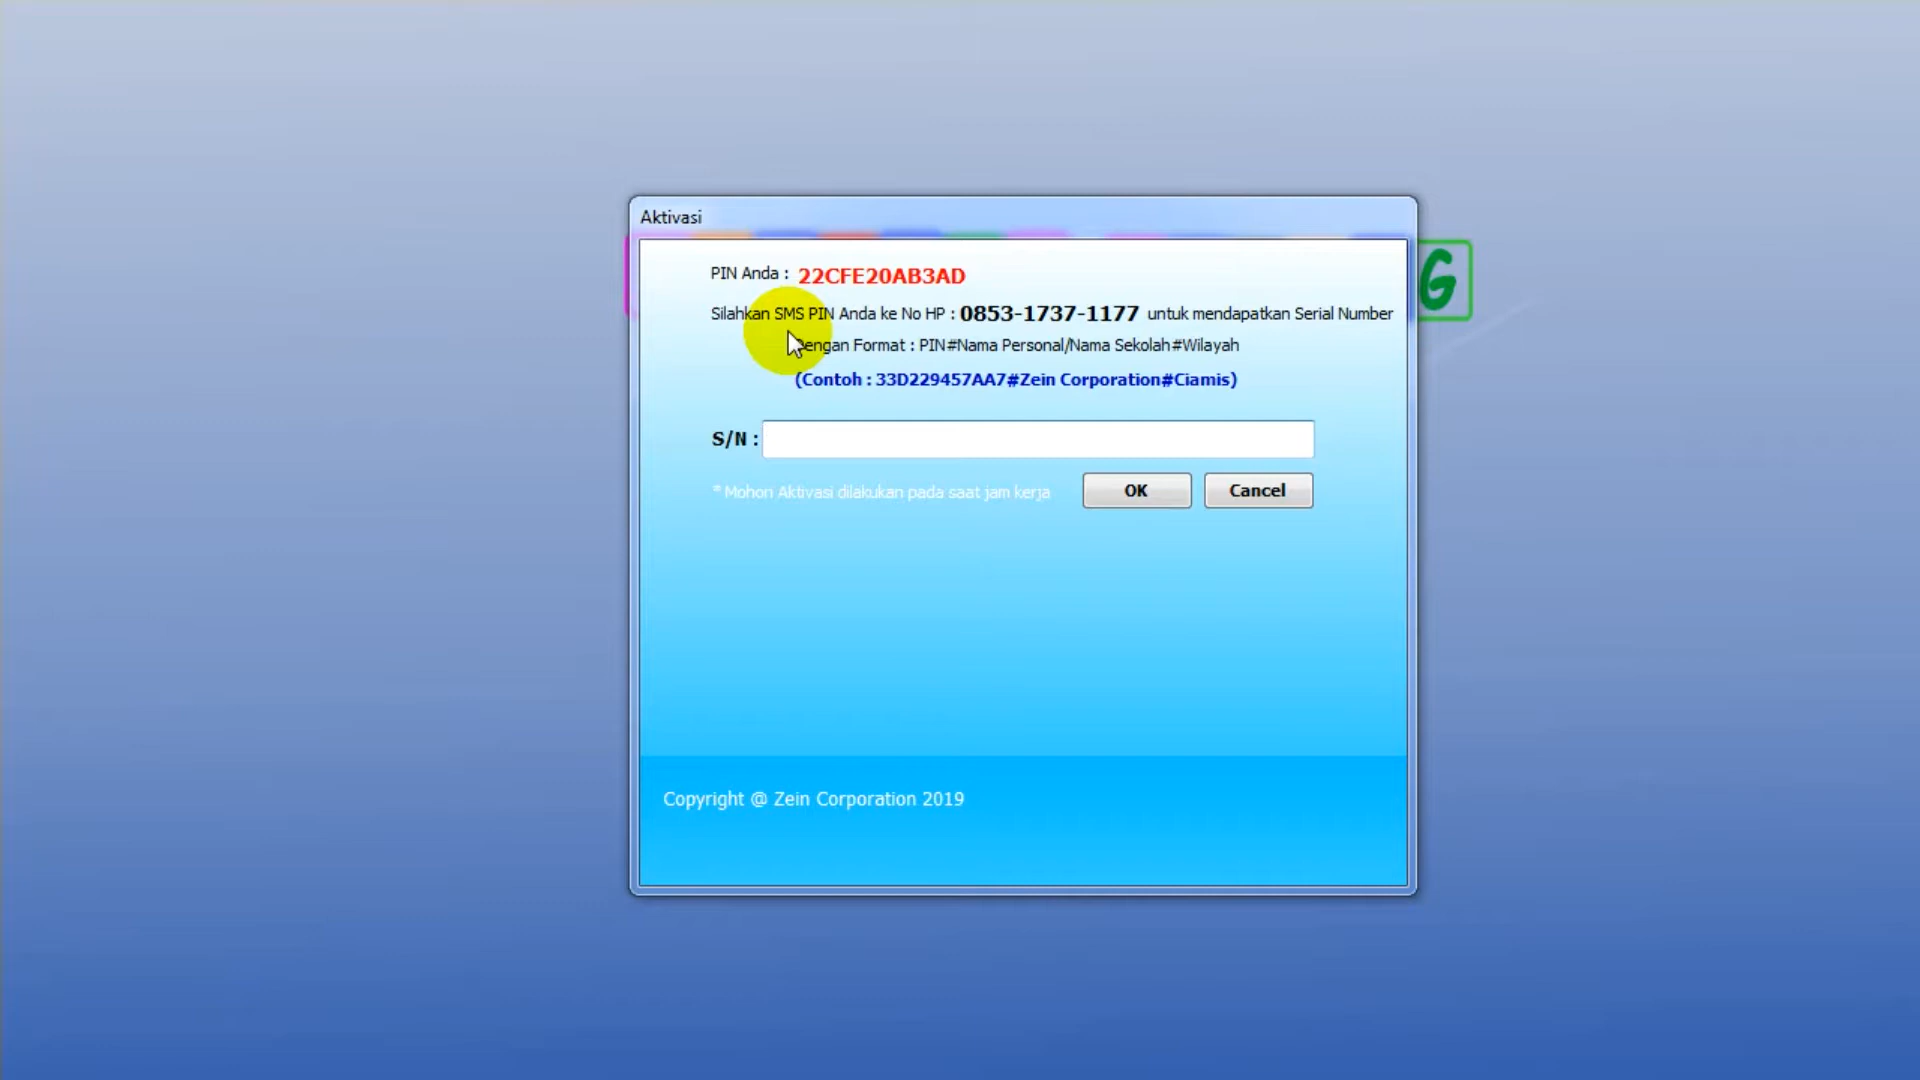 Aktivasi
PIN Anda : 22CFE20AB3AD
Silahkan SMS PIN Anda ke No HP : 0853-1737-1177 untuk mendapatkan Serial Number
Dengan Format : PIN#Nama Personal/Nama Sekolah#Wilayah
(Contoh : 33D229457AA7#Zein Corporation#Ciamis)
G
S/N :
* Mohon Aktivasi dilakukan pada saat jam kerja
OK Cancel
Copyright @ Zein Corporation 2019